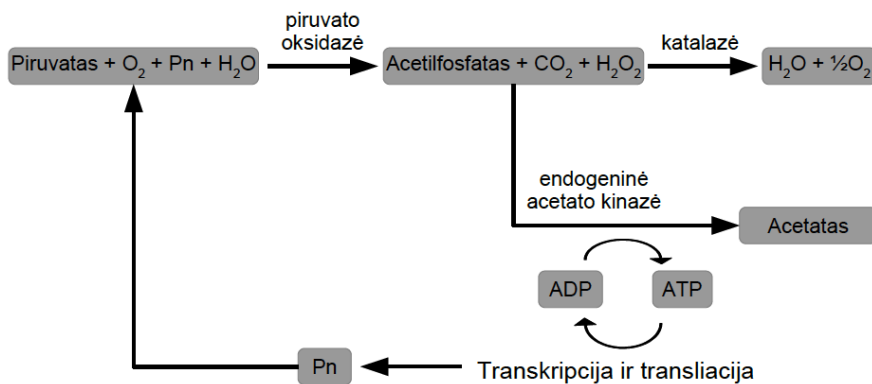 piruvato
oksidazė
katalazė
Piruvatas + O₂ + Pn + H₂O
Acetilfosfatas + CO₂ + H₂O₂
H₂O + ½O₂
endogeninė
acetato kinazė
Acetatas
ADP
ATP
Pn
Transkripcija ir transliacija